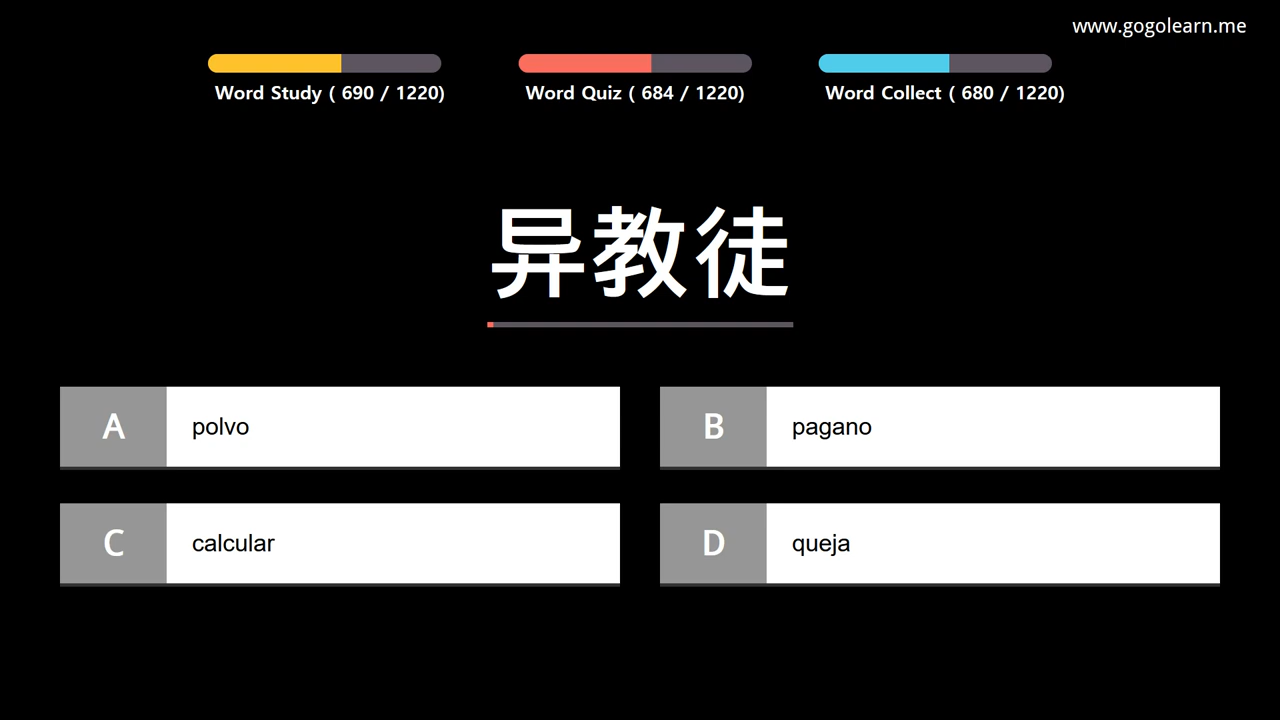 www.gogolearn.me
Word Study ( 690 / 1220)
Word Quiz ( 684 / 1220)
Word Collect ( 680 / 1220)
异教徒
A polvo
B pagano
C calcular
D queja